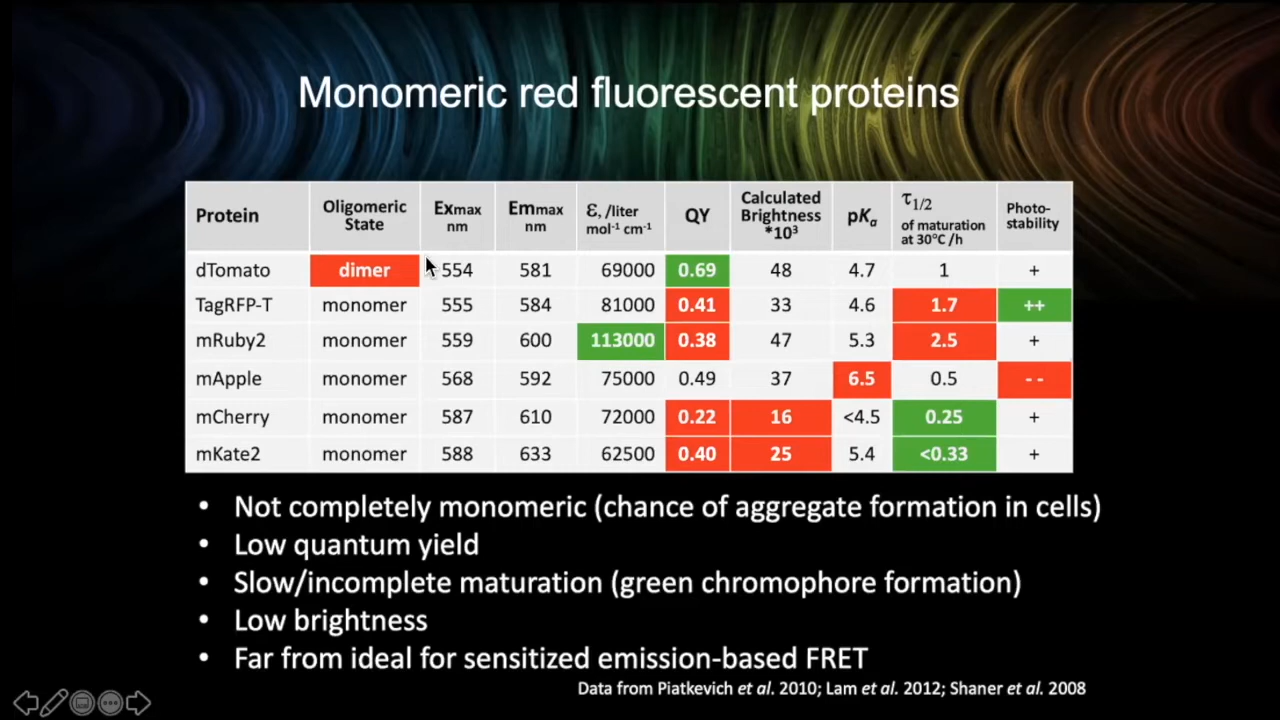 Monomeric red fluorescent proteins
Protein Oligomeric State Exmax nm Emmax nm ε, /liter mol⁻¹ cm⁻¹ QY Calculated Brightness *10³ pKa τ1/2 of maturation at 30°C /h Photo-stability
dTomato dimer 554 581 69000 0.69 48 4.7 1 +
TagRFP-T monomer 555 584 81000 0.41 33 4.6 1.7 ++
mRuby2 monomer 559 600 113000 0.38 47 5.3 2.5 +
mApple monomer 568 592 75000 0.49 37 6.5 0.5 - -
mCherry monomer 587 610 72000 0.22 16 <4.5 0.25 +
mKate2 monomer 588 633 62500 0.40 25 5.4 <0.33 +
• Not completely monomeric (chance of aggregate formation in cells)
• Low quantum yield
• Slow/incomplete maturation (green chromophore formation)
• Low brightness
• Far from ideal for sensitized emission-based FRET
Data from Piatkevich et al. 2010; Lam et al. 2012; Shaner et al. 2008